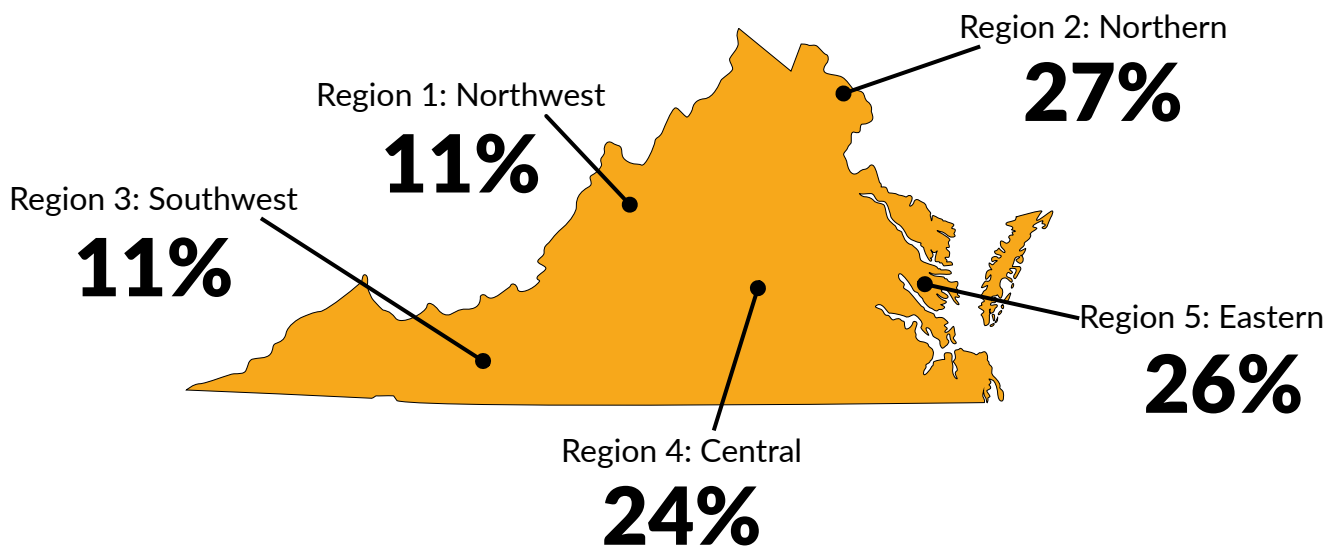 Region 2: Northern
27%
Region 1: Northwest
11%
Region 3: Southwest
11%
Region 5: Eastern
26%
Region 4: Central
24%